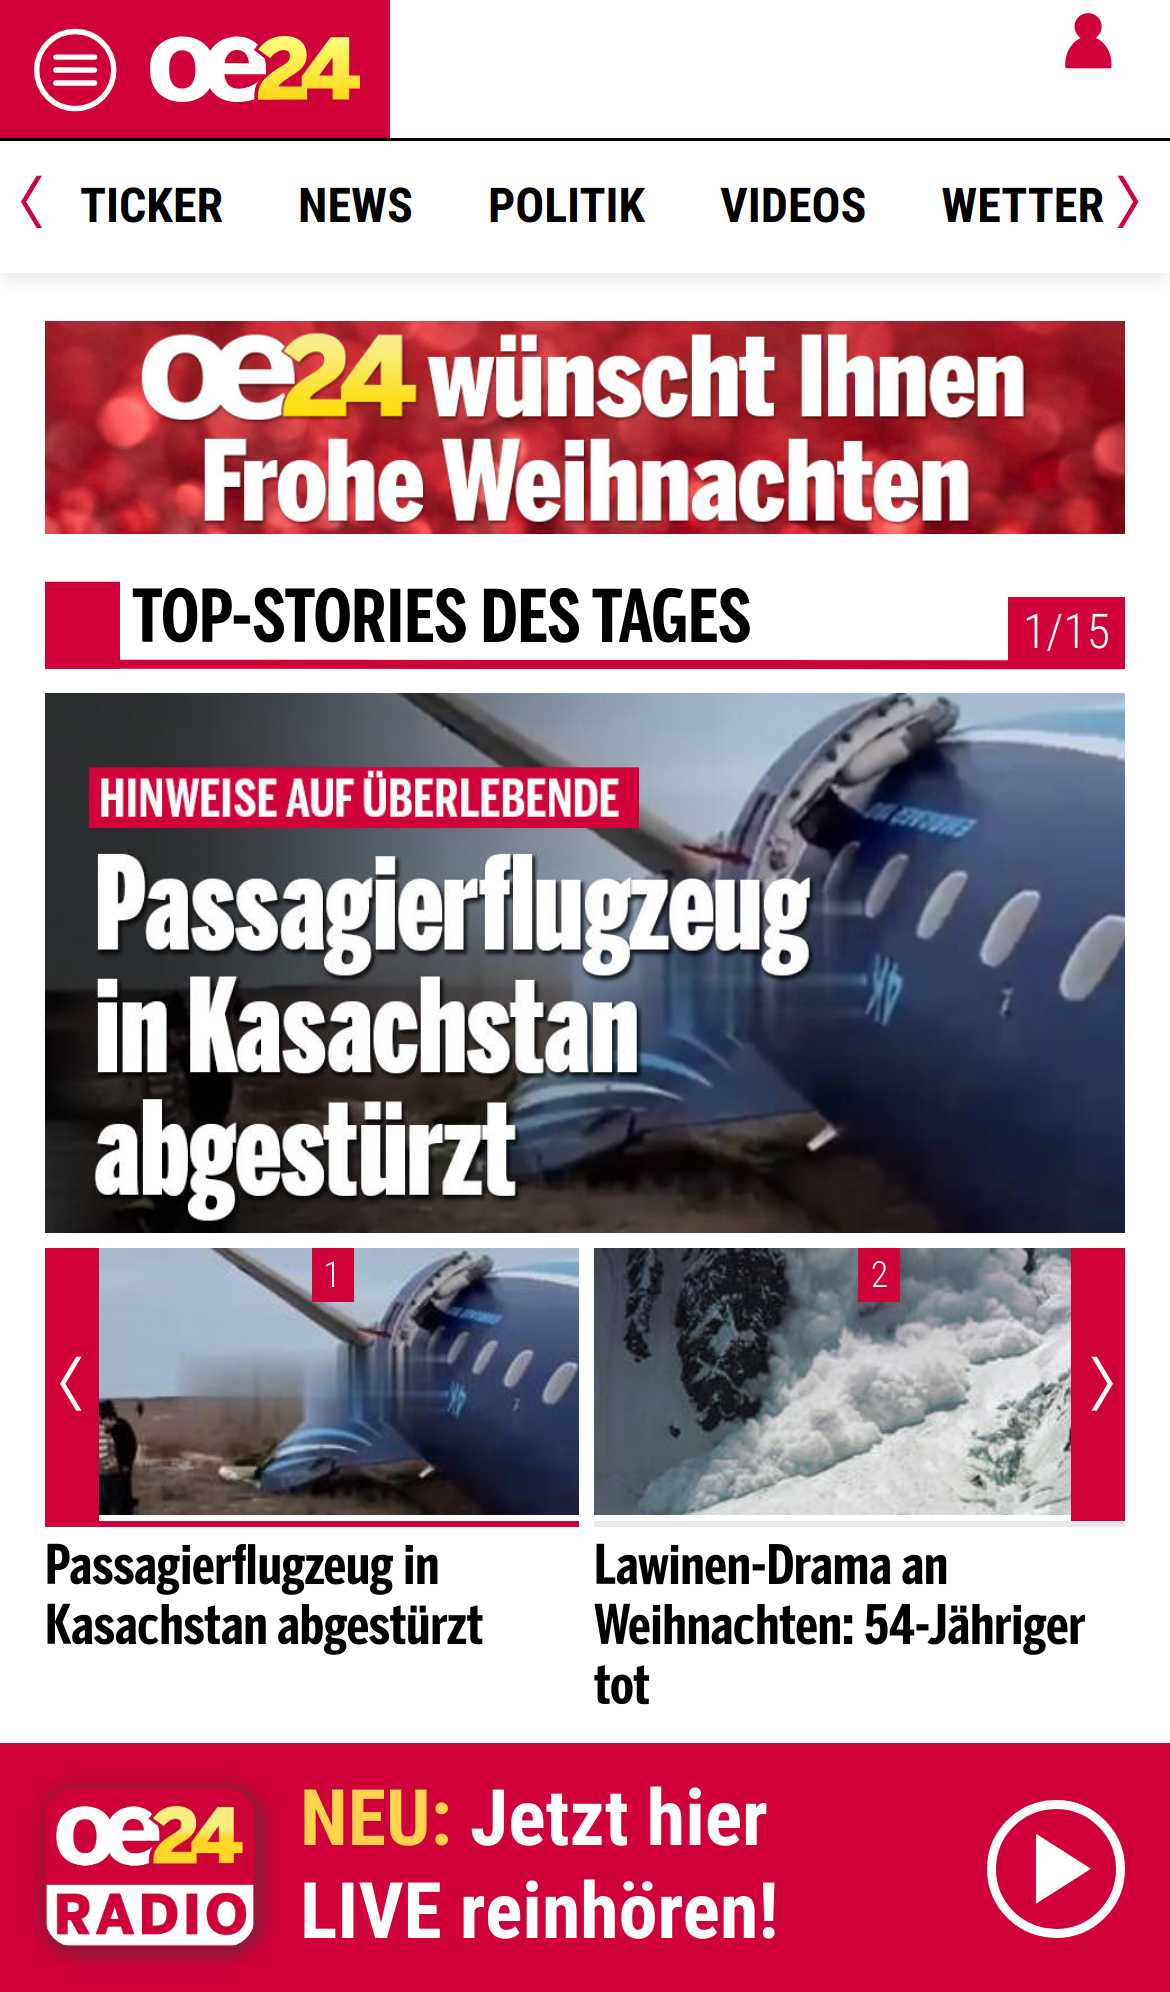 oe24
TICKER NEWS POLITIK VIDEOS WETTER
oe24 wünscht Ihnen
Frohe Weihnachten
TOP-STORIES DES TAGES
1/15
HINWEISE AUF ÜBERLEBENDE
Passagierflugzeug
in Kasachstan
abgestürzt
4K
1
2
Passagierflugzeug in
Kasachstan abgestürzt
Lawinen-Drama an
Weihnachten: 54-Jähriger
tot
oe24
RADIO
NEU: Jetzt hier
LIVE reinhören!